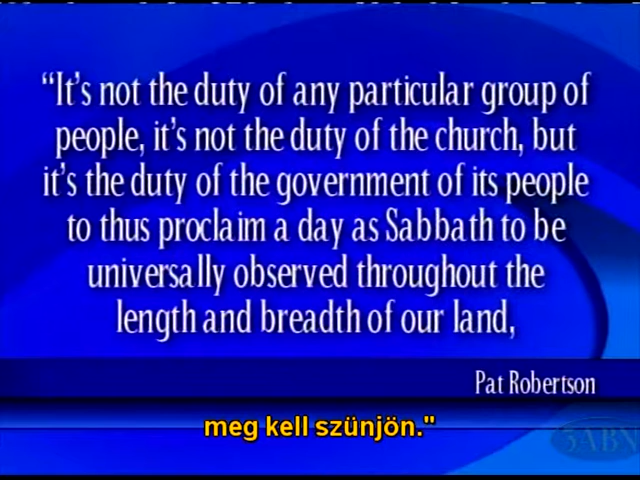 “It's not the duty of any particular group of
people, it's not the duty of the church, but
it's the duty of the government of its people
to thus proclaim a day as Sabbath to be
universally observed throughout the
length and breadth of our land,
Pat Robertson
meg kell szünjön."
3ABN